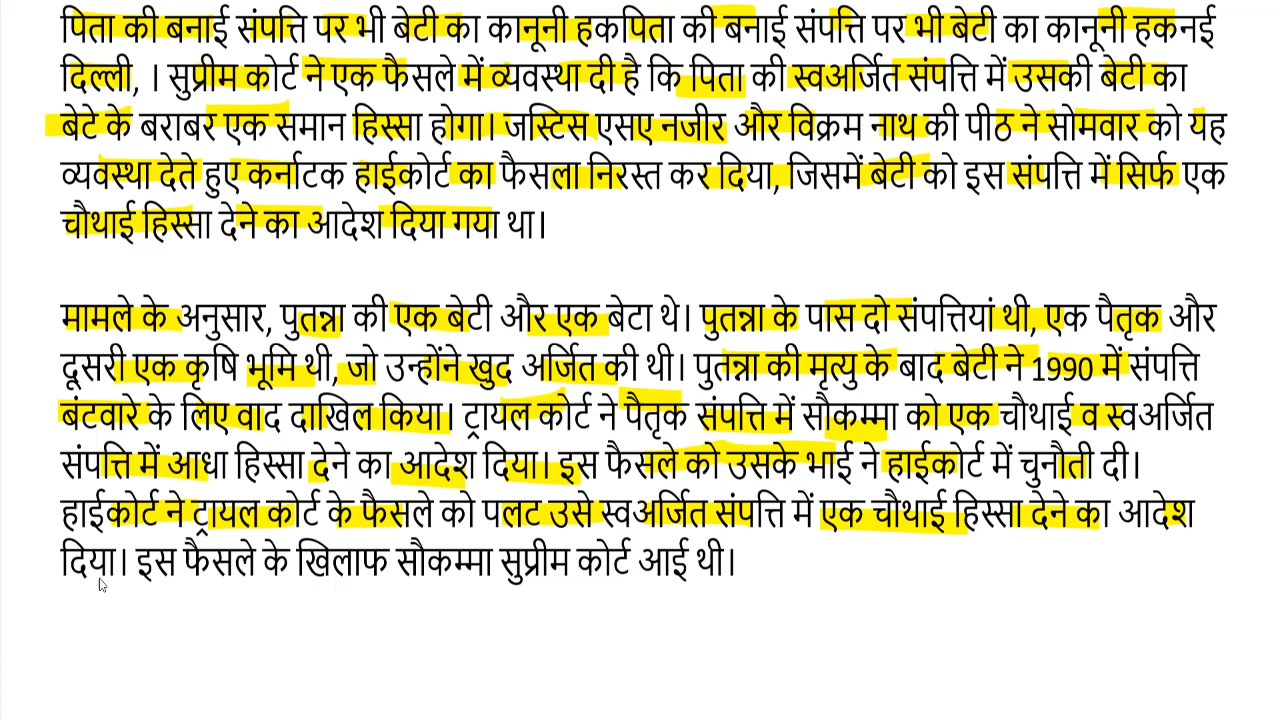 पिता की बनाई संपत्ति पर भी बेटी का कानूनी हकपिता की बनाई संपत्ति पर भी बेटी का कानूनी हकनई
दिल्ली, । सुप्रीम कोर्ट ने एक फैसले में व्यवस्था दी है कि पिता की स्वअर्जित संपत्ति में उसकी बेटी का
बेटे के बराबर एक समान हिस्सा होगा। जस्टिस एसए नजीर और विक्रम नाथ की पीठ ने सोमवार को यह
व्यवस्था देते हुए कर्नाटक हाईकोर्ट का फैसला निरस्त कर दिया, जिसमें बेटी को इस संपत्ति में सिर्फ एक
चौथाई हिस्सा देने का आदेश दिया गया था।
मामले के अनुसार, पुतन्ना की एक बेटी और एक बेटा थे। पुतन्ना के पास दो संपत्तियां थी, एक पैतृक और
दूसरी एक कृषि भूमि थी, जो उन्होंने खुद अर्जित की थी। पुतन्ना की मृत्यु के बाद बेटी ने 1990 में संपत्ति
बंटवारे के लिए वाद दाखिल किया। ट्रायल कोर्ट ने पैतृक संपत्ति में सौकम्मा को एक चौथाई व स्वअर्जित
संपत्ति में आधा हिस्सा देने का आदेश दिया। इस फैसले को उसके भाई ने हाईकोर्ट में चुनौती दी।
हाईकोर्ट ने ट्रायल कोर्ट के फैसले को पलट उसे स्वअर्जित संपत्ति में एक चौथाई हिस्सा देने का आदेश
दिया। इस फैसले के खिलाफ सौकम्मा सुप्रीम कोर्ट आई थी।